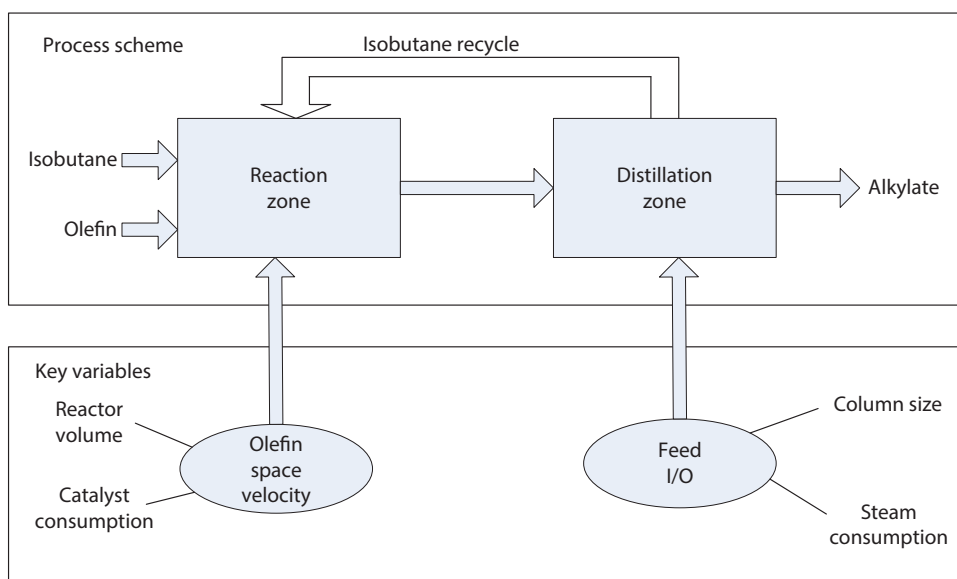 Process scheme
Isobutane recycle
Isobutane
Olefin
Reaction
zone
Distillation
zone
Alkylate
Key variables
Reactor
volume
Catalyst
consumption
Olefin
space
velocity
Feed
I/O
Column size
Steam
consumption